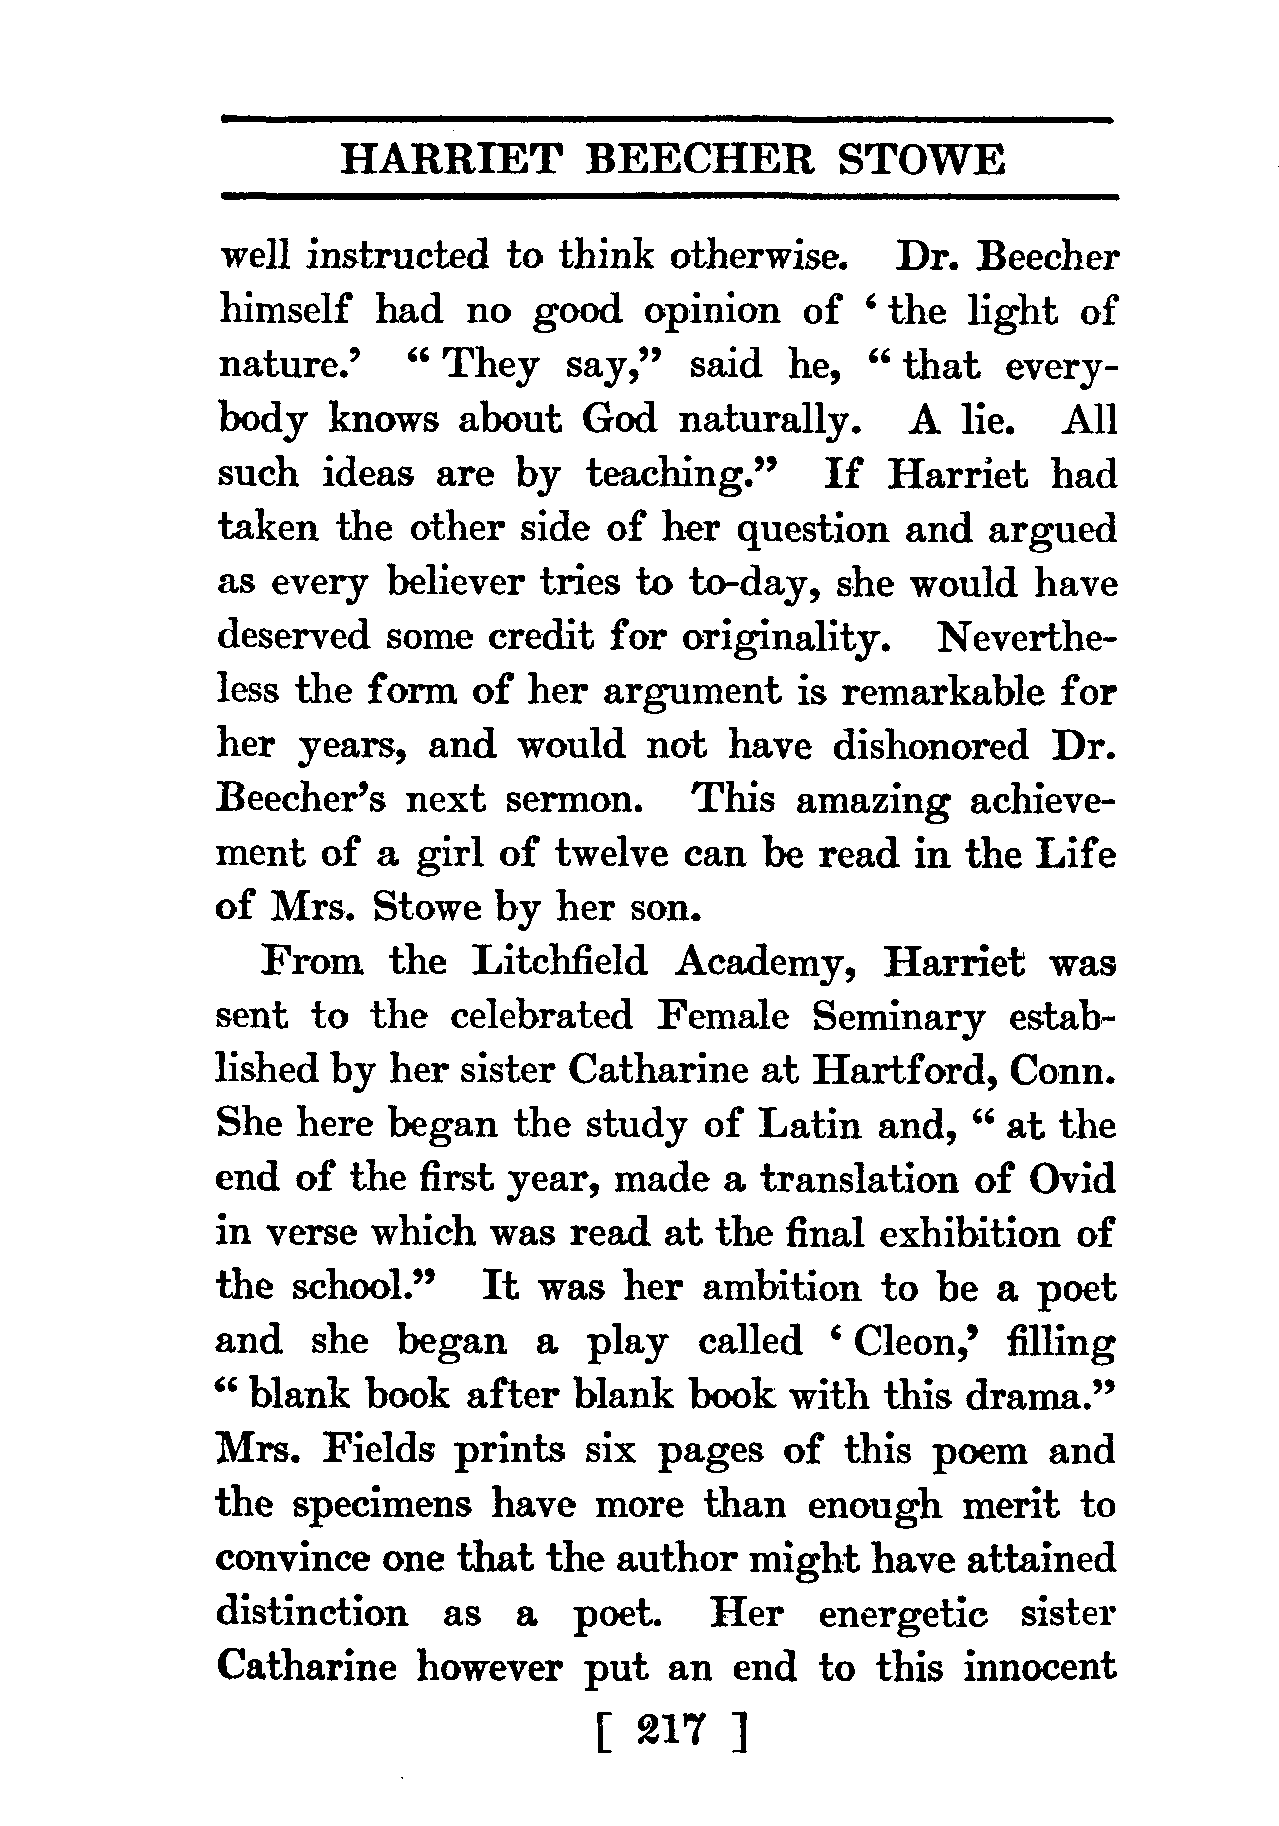 HARRIET BEECHER STOWE
well instructed to think otherwise. Dr. Beecher
himself had no good opinion of ‘ the light of
nature.’ “ They say,” said he, “ that every-
body knows about God naturally. A lie. All
such ideas are by teaching.” If Harriet had
taken the other side of her question and argued
as every believer tries to to-day, she would have
deserved some credit for originality. Neverthe-
less the form of her argument is remarkable for
her years, and would not have dishonored Dr.
Beecher’s next sermon. This amazing achieve-
ment of a girl of twelve can be read in the Life
of Mrs. Stowe by her son.
From the Litchfield Academy, Harriet was
sent to the celebrated Female Seminary estab-
lished by her sister Catharine at Hartford, Conn.
She here began the study of Latin and, “ at the
end of the first year, made a translation of Ovid
in verse which was read at the final exhibition of
the school.” It was her ambition to be a poet
and she began a play called ‘ Cleon,’ filling
“ blank book after blank book with this drama.”
Mrs. Fields prints six pages of this poem and
the specimens have more than enough merit to
convince one that the author might have attained
distinction as a poet. Her energetic sister
Catharine however put an end to this innocent
[ 217 ]